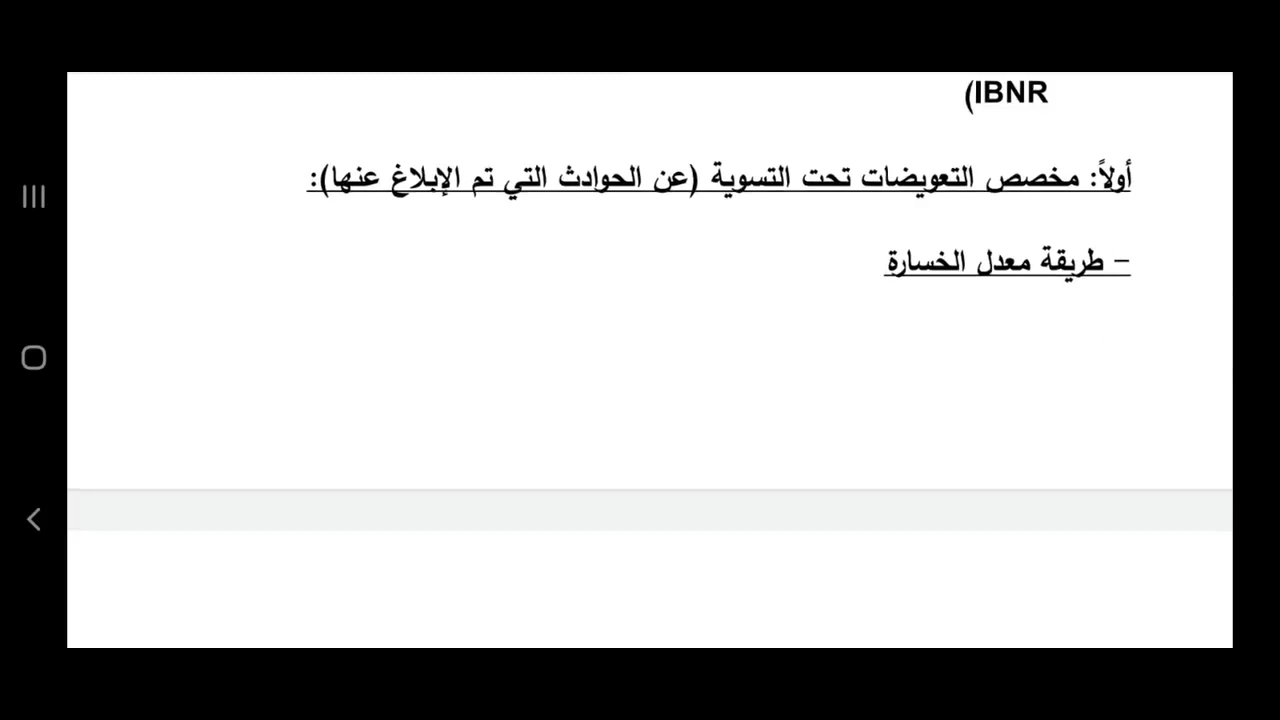 IBNR)
أولاً: مخصص التعويضات تحت التسوية (عن الحوادث التي تم الإبلاغ عنها):
– طريقة معدل الخسارة